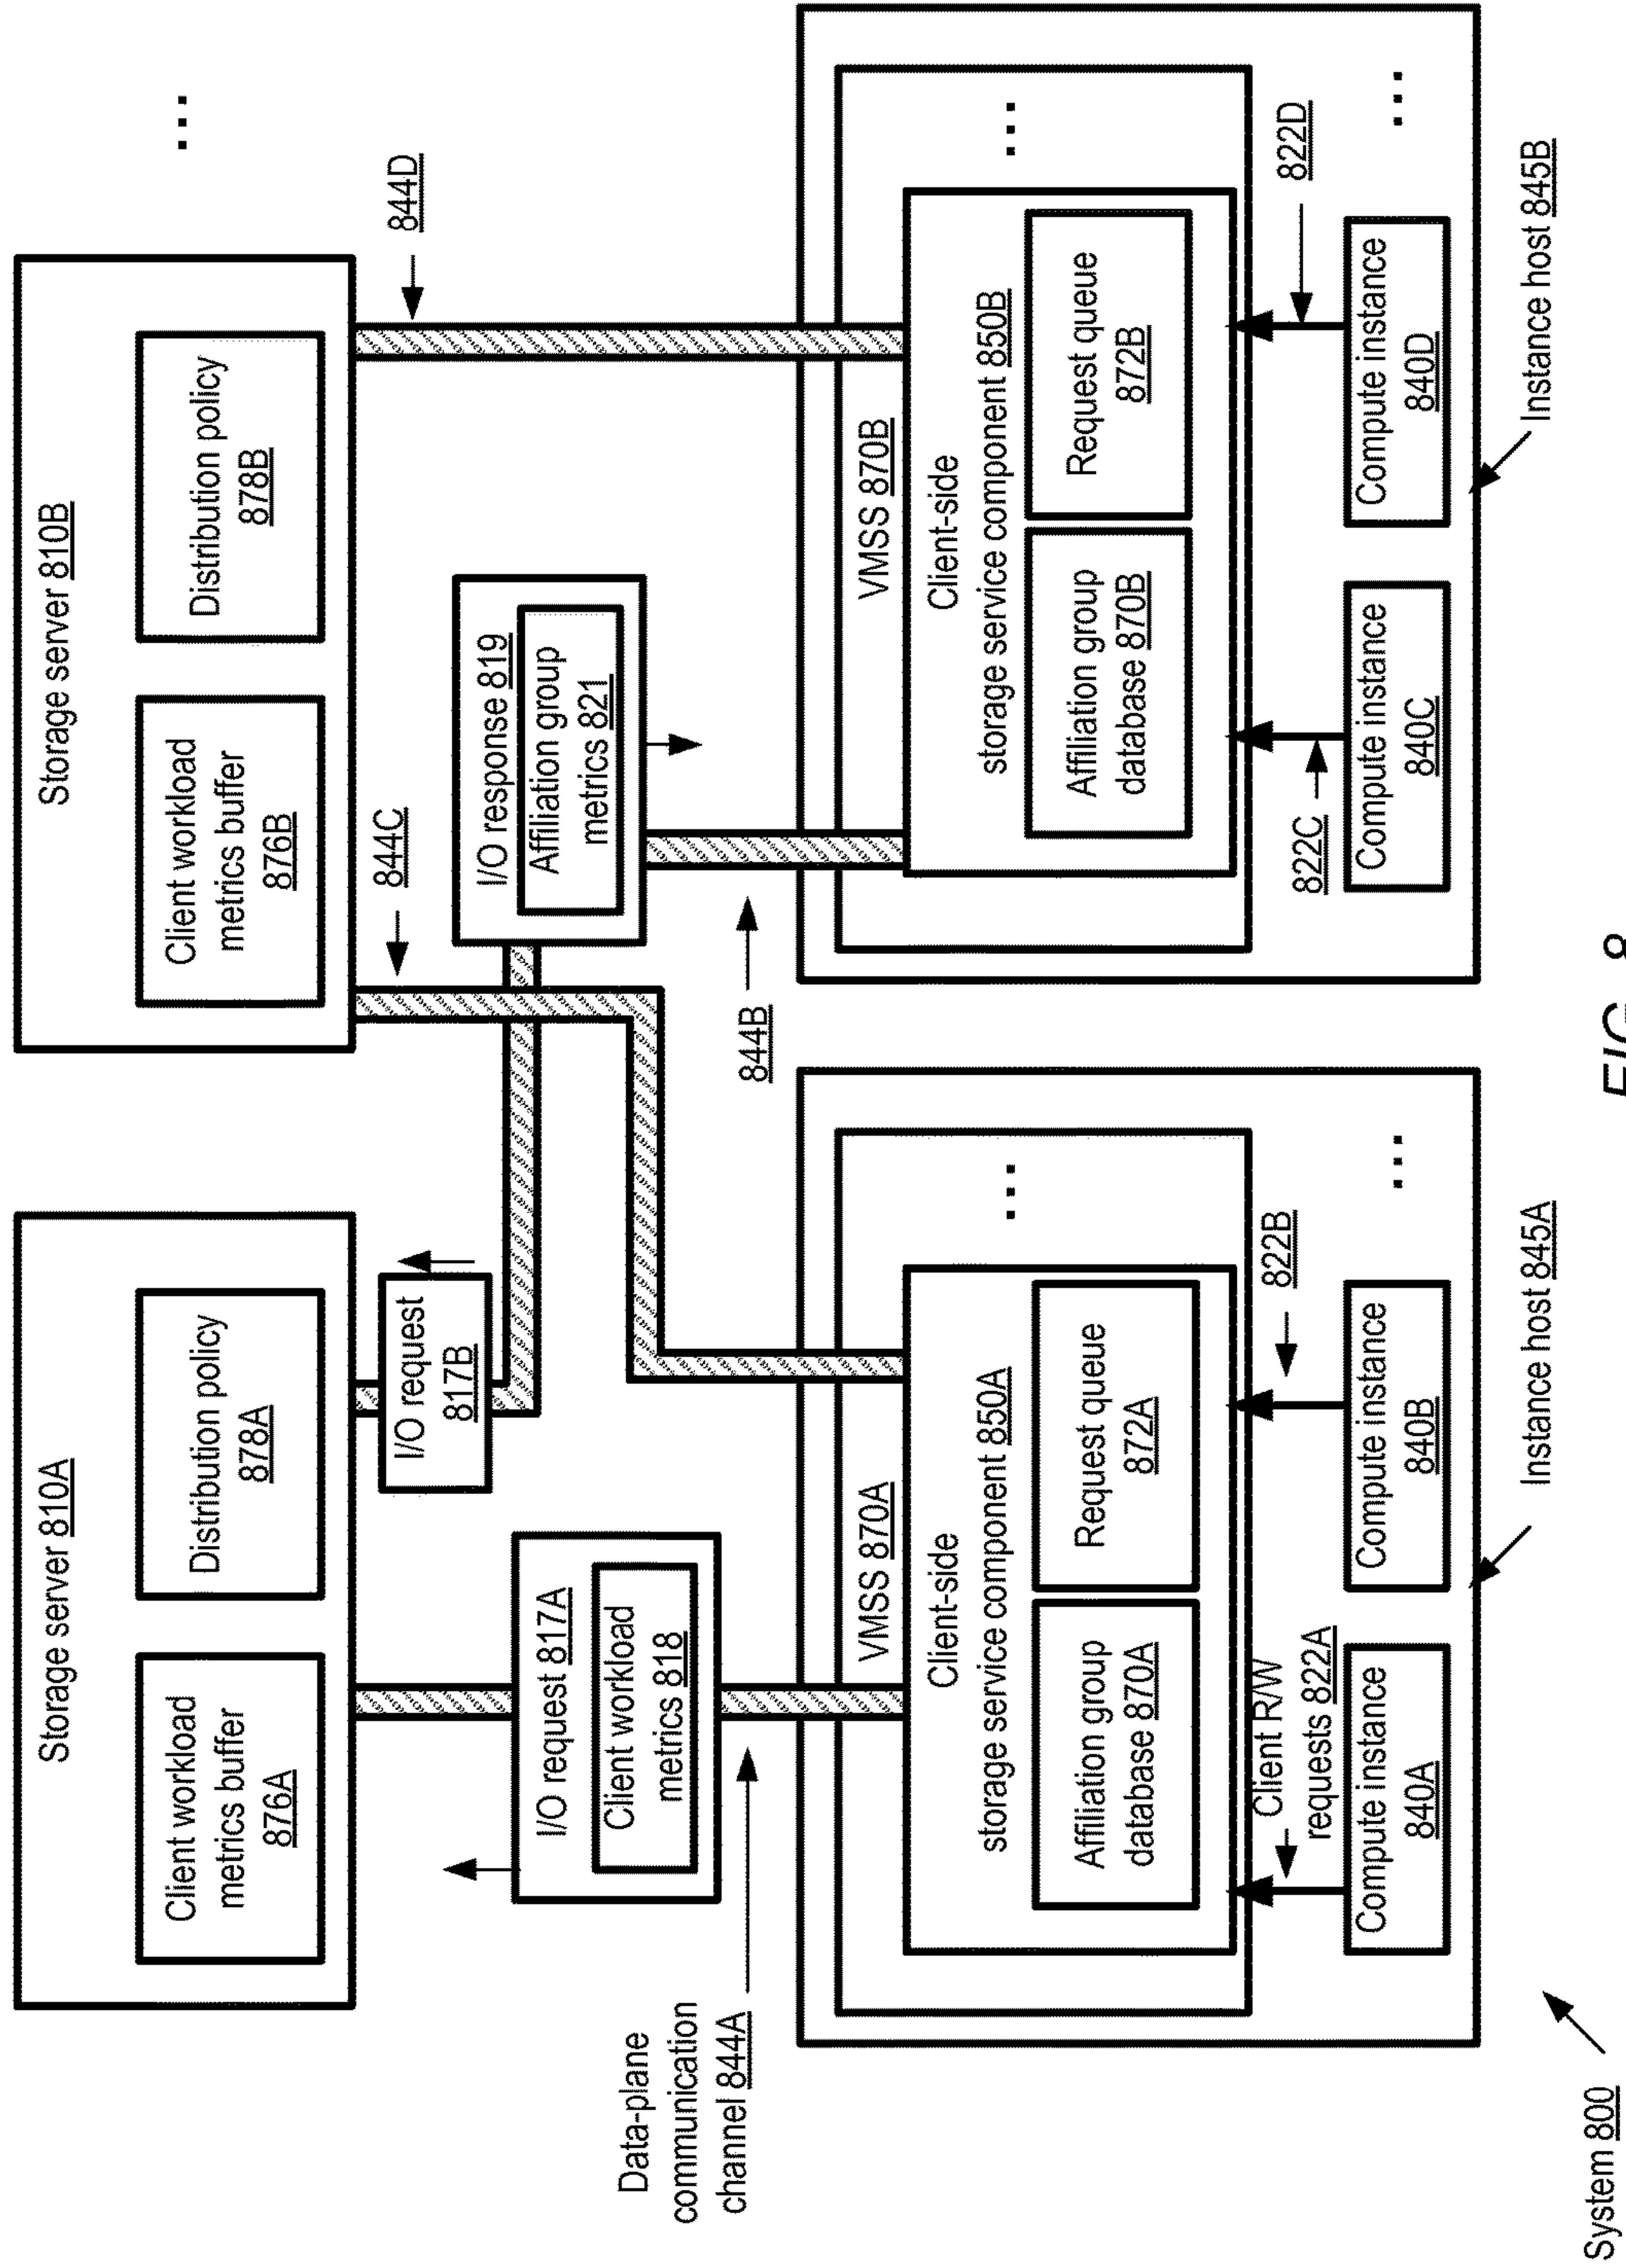 Storage server 810A
Client workload
metrics buffer
876A
Distribution policy
878A
Storage server 810B
Client workload
metrics buffer
876B
Distribution policy
878B
...
I/O request
817B
844C
844D
I/O request 817A
Client workload
metrics 818
I/O response 819
Affiliation group
metrics 821
Data-plane
communication
channel 844A
844B
VMSS 870A
Client-side
storage service component 850A
Affiliation group
database 870A
Request queue
872A
...
Client R/W
requests 822A
822B
Compute instance
840A
Compute instance
840B
...
Instance host 845A
VMSS 870B
Client-side
storage service component 850B
Affiliation group
database 870B
Request queue
872B
...
822C
822D
Compute instance
840C
Compute instance
840D
...
Instance host 845B
System 800
FIG. 8